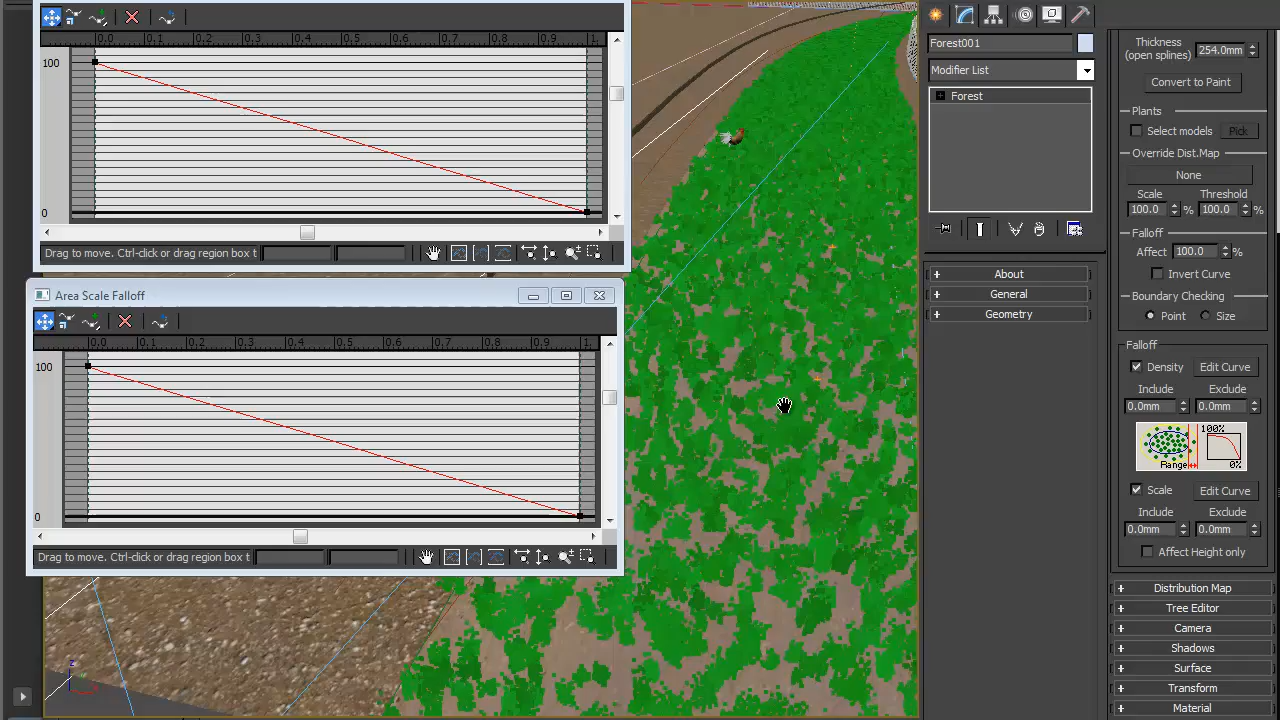 0.0 0.1 0.2 0.3 0.4 0.5 0.6 0.7 0.8 0.9 1.
100
0
Drag to move. Ctrl-click or drag region box t
Area Scale Falloff
0.0 0.1 0.2 0.3 0.4 0.5 0.6 0.7 0.8 0.9 1.
100
0
Drag to move. Ctrl-click or drag region box t
z
x
Forest001
Modifier List
+ Forest
+ About
+ General
+ Geometry
Thickness
(open splines) 254.0mm
Convert to Paint
Plants
Select models Pick
Override Dist.Map
None
Scale Threshold
100.0 % 100.0 %
Falloff
Affect 100.0 %
Invert Curve
Boundary Checking
Point Size
Falloff
Density Edit Curve
Include Exclude
0.0mm 0.0mm
100%
Range 0%
Scale Edit Curve
Include Exclude
0.0mm 0.0mm
Affect Height only
+ Distribution Map
+ Tree Editor
+ Camera
+ Shadows
+ Surface
+ Transform
+ Material